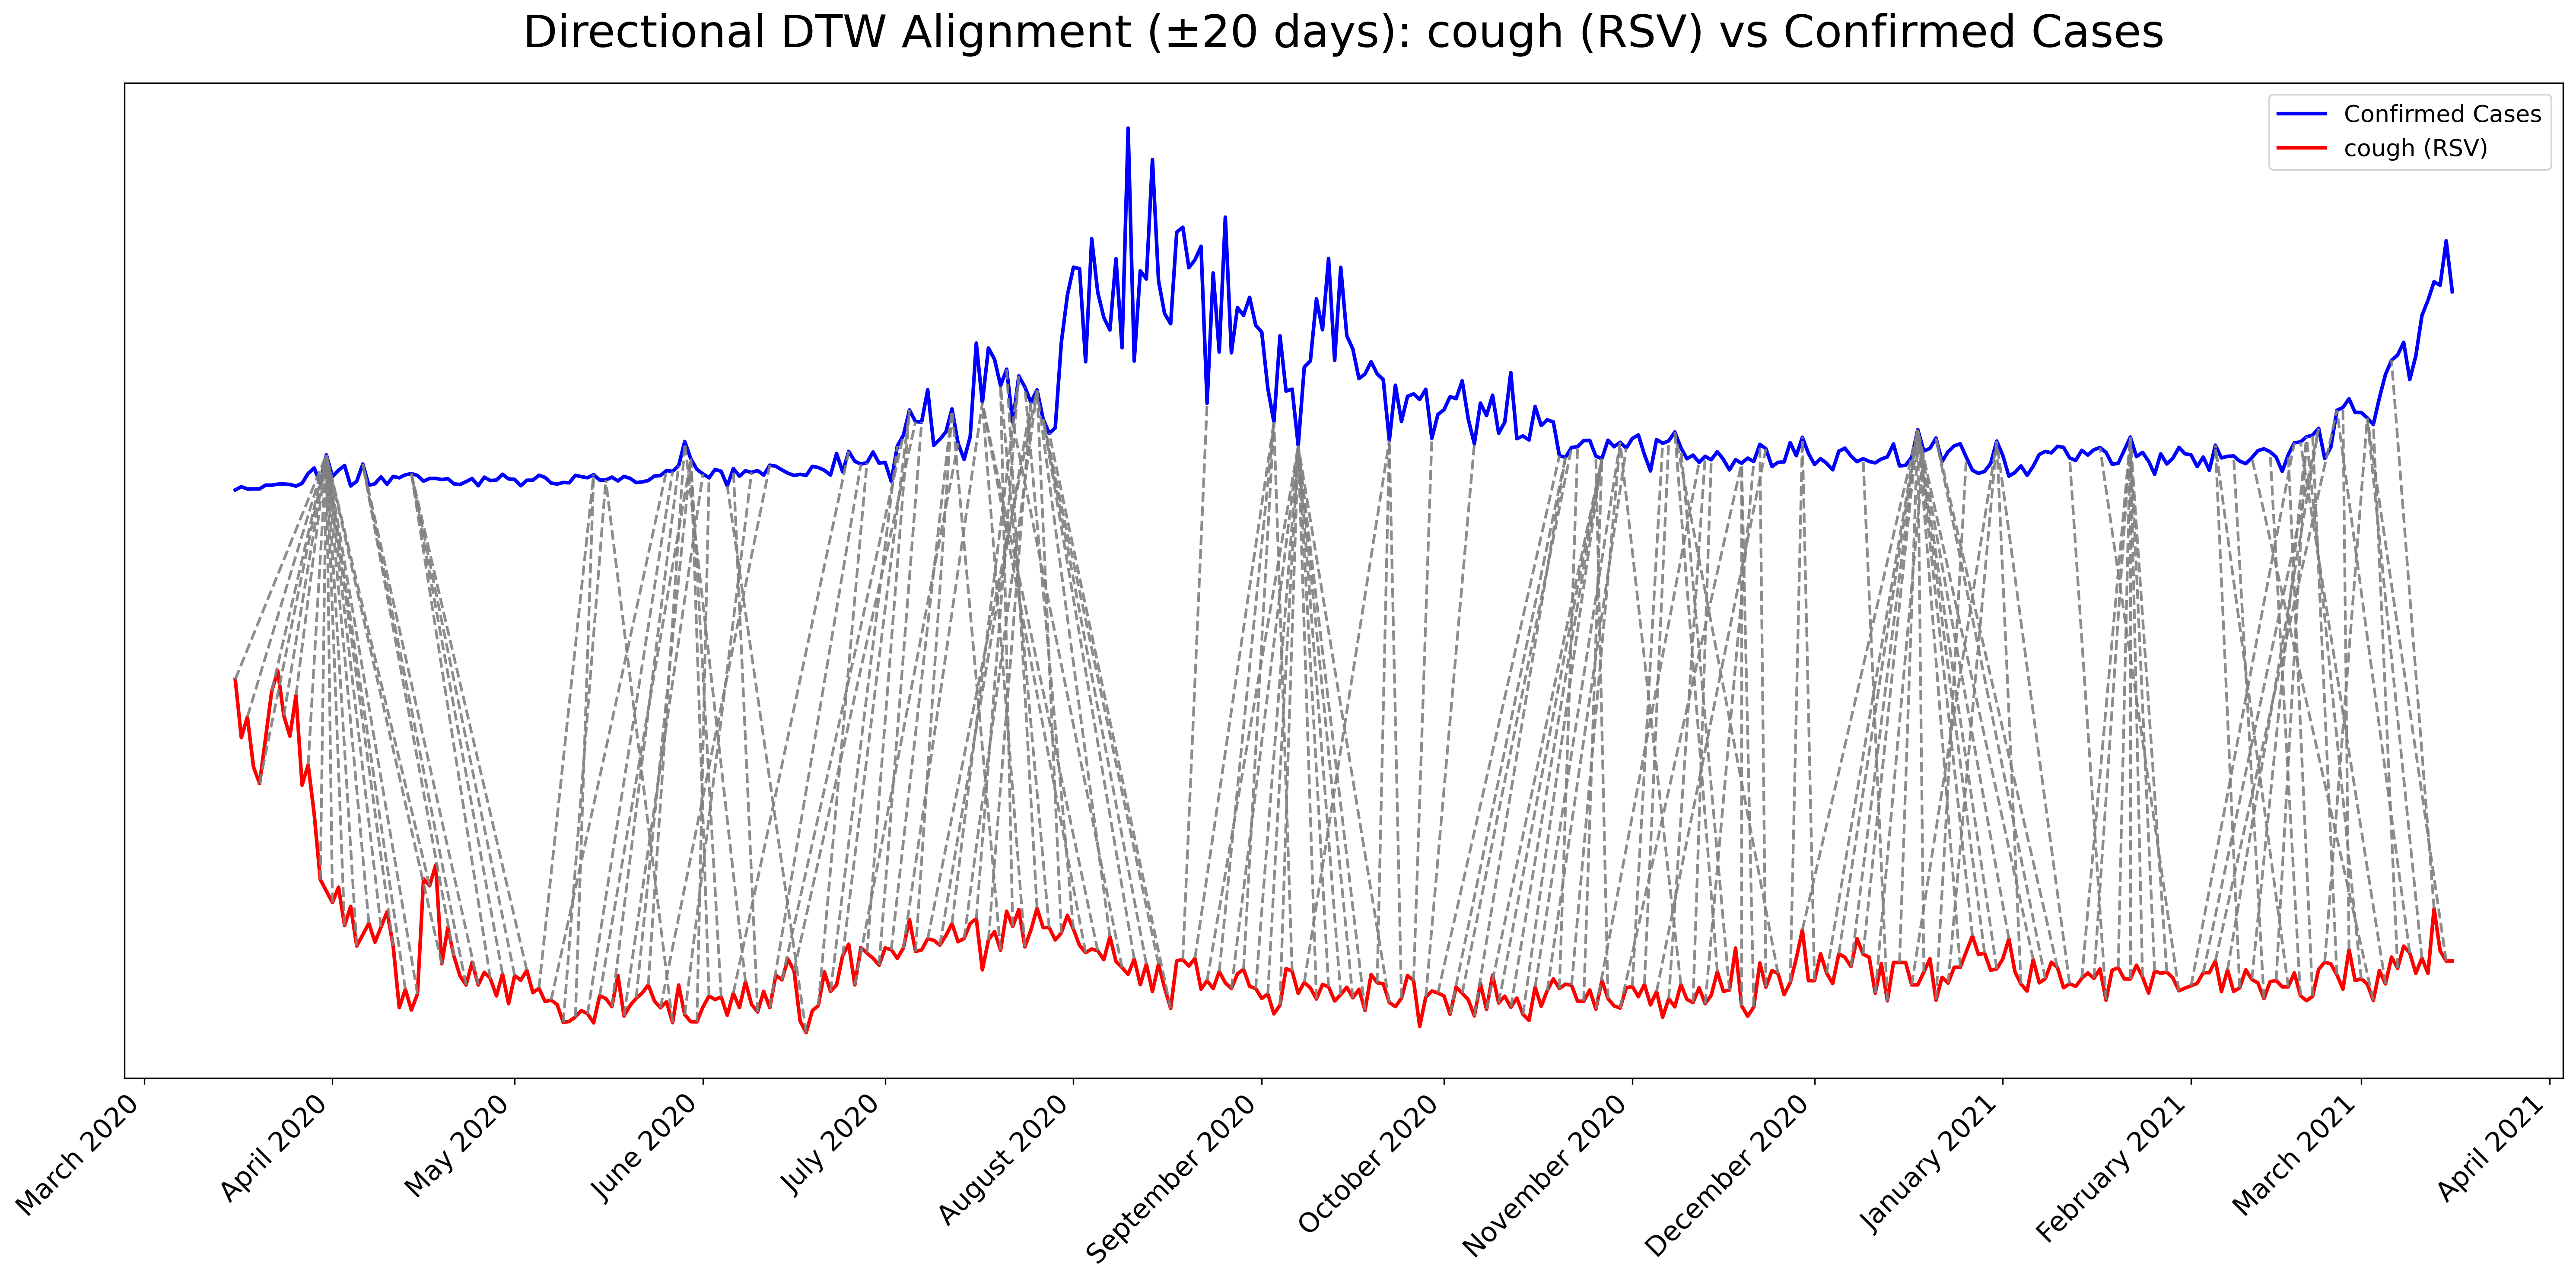 Directional DTW Alignment (±20 days): cough (RSV) vs Confirmed Cases
Confirmed Cases
cough (RSV)
March 2020
April 2020
May 2020
June 2020
July 2020
August 2020
September 2020
October 2020
November 2020
December 2020
January 2021
February 2021
March 2021
April 2021